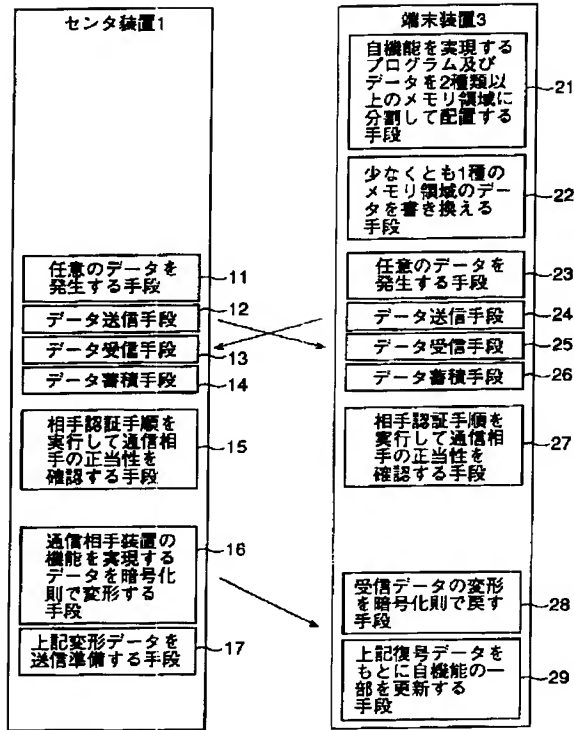 センタ装置1
任意のデータを
発生する手段
11
データ送信手段
12
データ受信手段
13
データ蓄積手段
14
相手認証手順を
実行して通信相
手の正当性を
確認する手段
15
通信相手装置の
機能を実現する
データを暗号化
則で変形する
手段
16
上記変形データを
送信準備する手段
17
端末装置3
自機能を実現する
プログラム及び
データを2種類以
上のメモリ領域に
分割して配置する
手段
21
少なくとも1種の
メモリ領域のデー
タを書き換える
手段
22
任意のデータを
発生する手段
23
データ送信手段
24
データ受信手段
25
データ蓄積手段
26
相手認証手順を
実行して通信相
手の正当性を
確認する手段
27
受信データの変形
を暗号化則で戻す
手段
28
上記復号データを
もとに自機能の一
部を更新する
手段
29